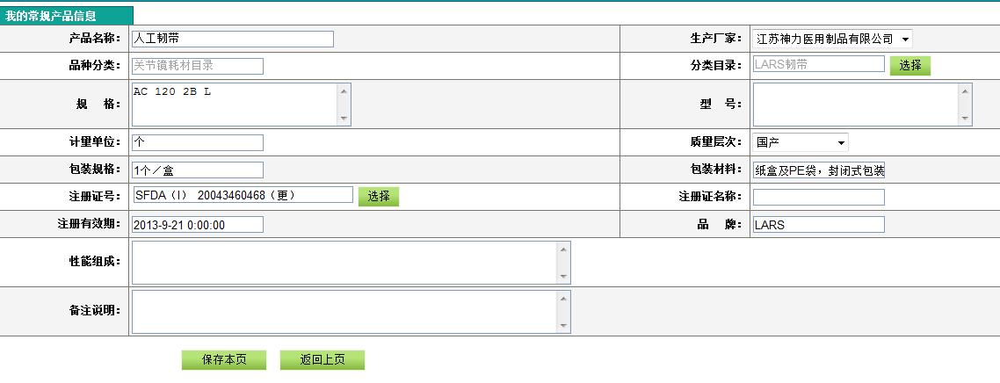 我的常规产品信息
产品名称： 人工韧带 生产厂家： 江苏神力医用制品有限公司
品种分类： 关节镜耗材目录 分类目录： LARS韧带 选择
规 格： AC 120 2B L 型 号：
计量单位： 个 质量层次： 国产
包装规格： 1个／盒 包装材料： 纸盒及PE袋，封闭式包装
注册证号： SFDA（I） 20043460468（更） 选择 注册证名称：
注册有效期： 2013-9-21 0:00:00 品 牌： LARS
性能组成：
备注说明：
保存本页 返回上页